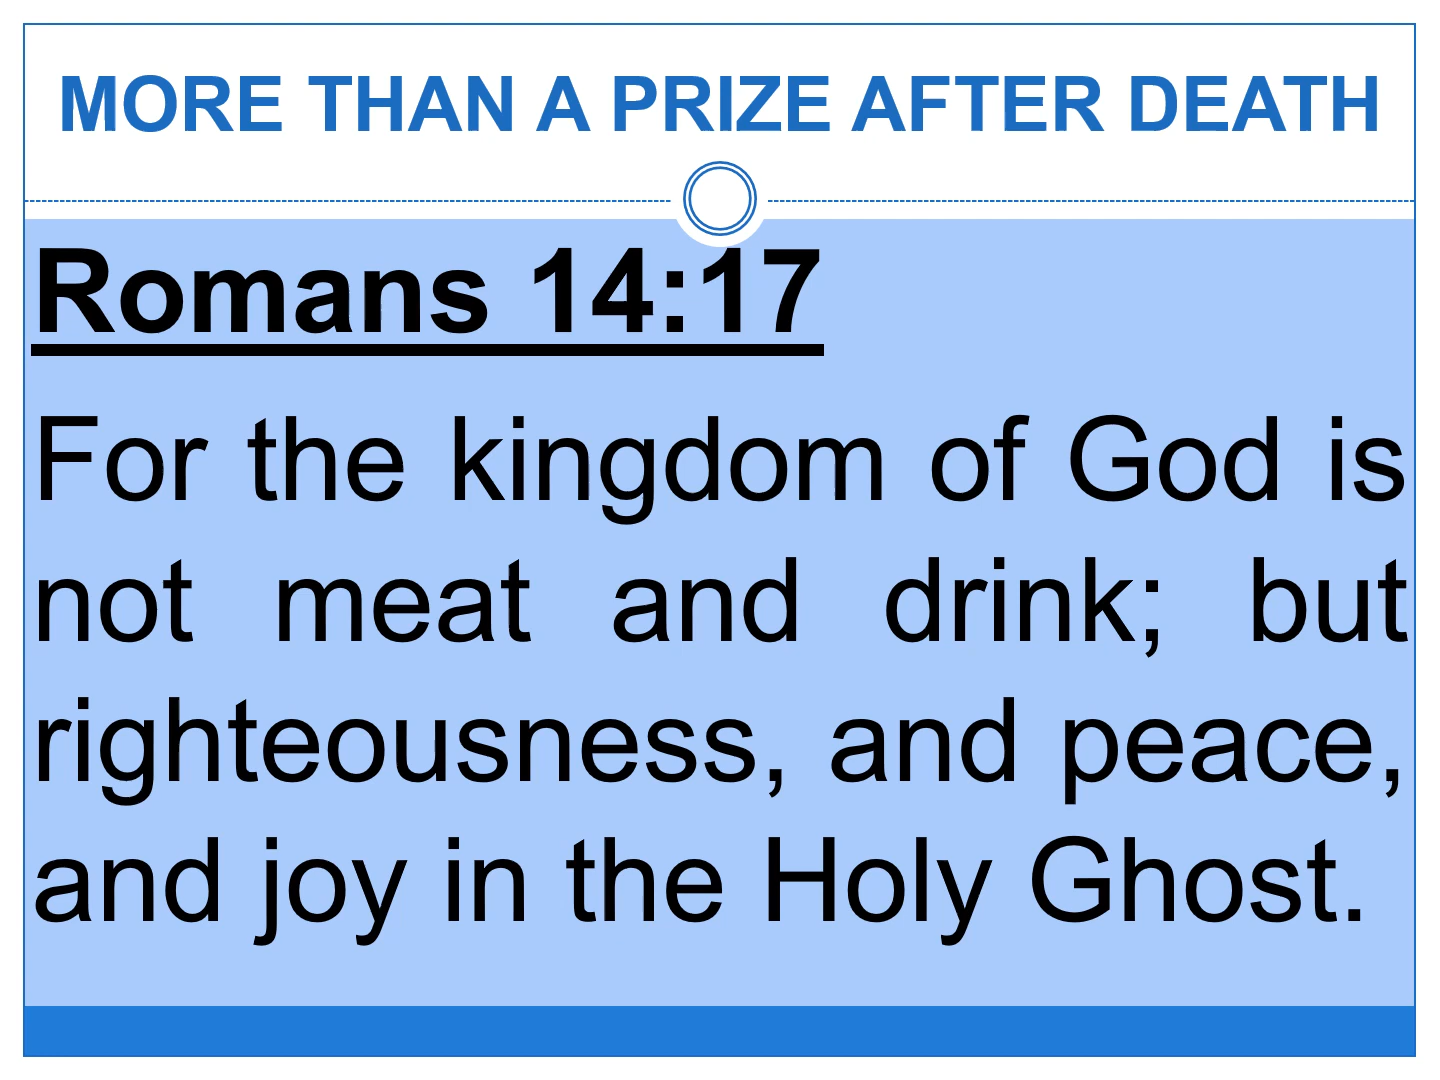 MORE THAN A PRIZE AFTER DEATH
Romans 14:17
For the kingdom of God is
not meat and drink; but
righteousness, and peace,
and joy in the Holy Ghost.